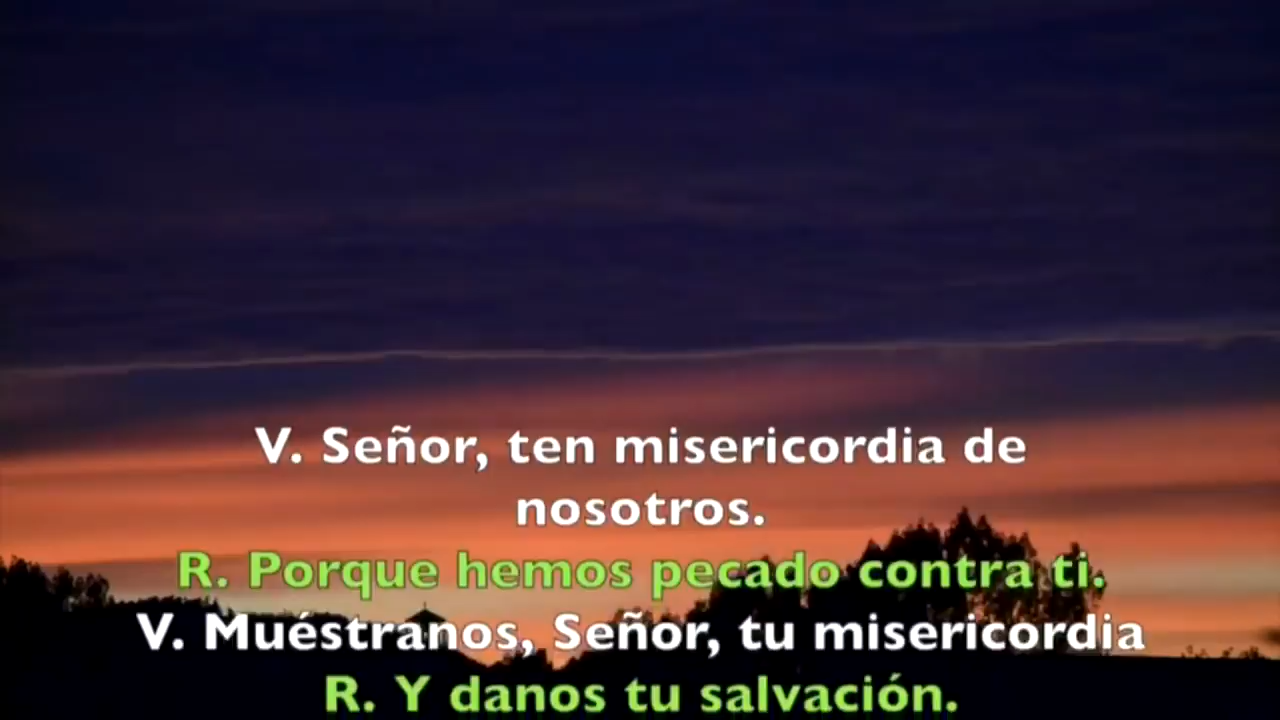 V. Señor, ten misericordia de
nosotros.
R. Porque hemos pecado contra ti.
V. Muéstranos, Señor, tu misericordia
R. Y danos tu salvación.